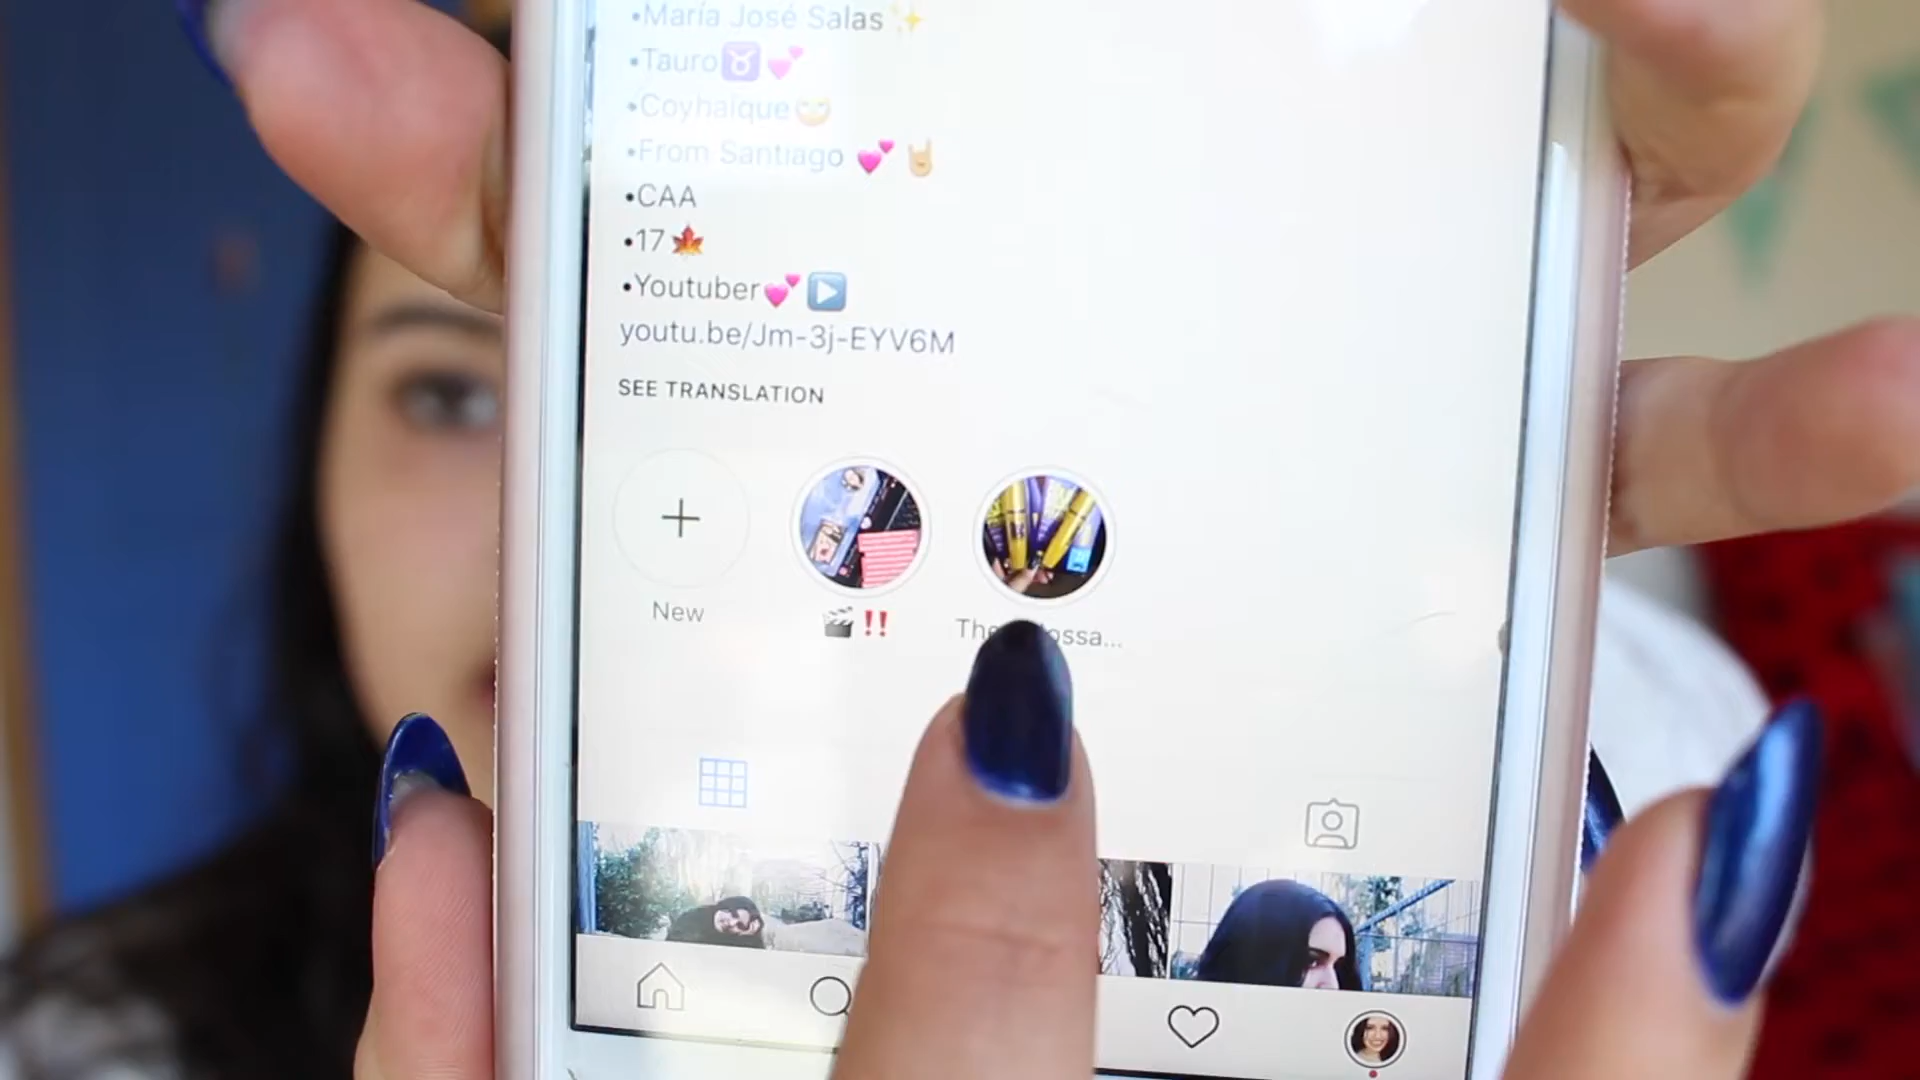 •María José Salas✨
•Tauro♉💕
•Coyhaique😁
•From Santiago 💕🤘🏼
•CAA
•17🍁
•Youtuber💕▶️
youtu.be/Jm-3j-EYV6M
SEE TRANSLATION
New
🎬‼️